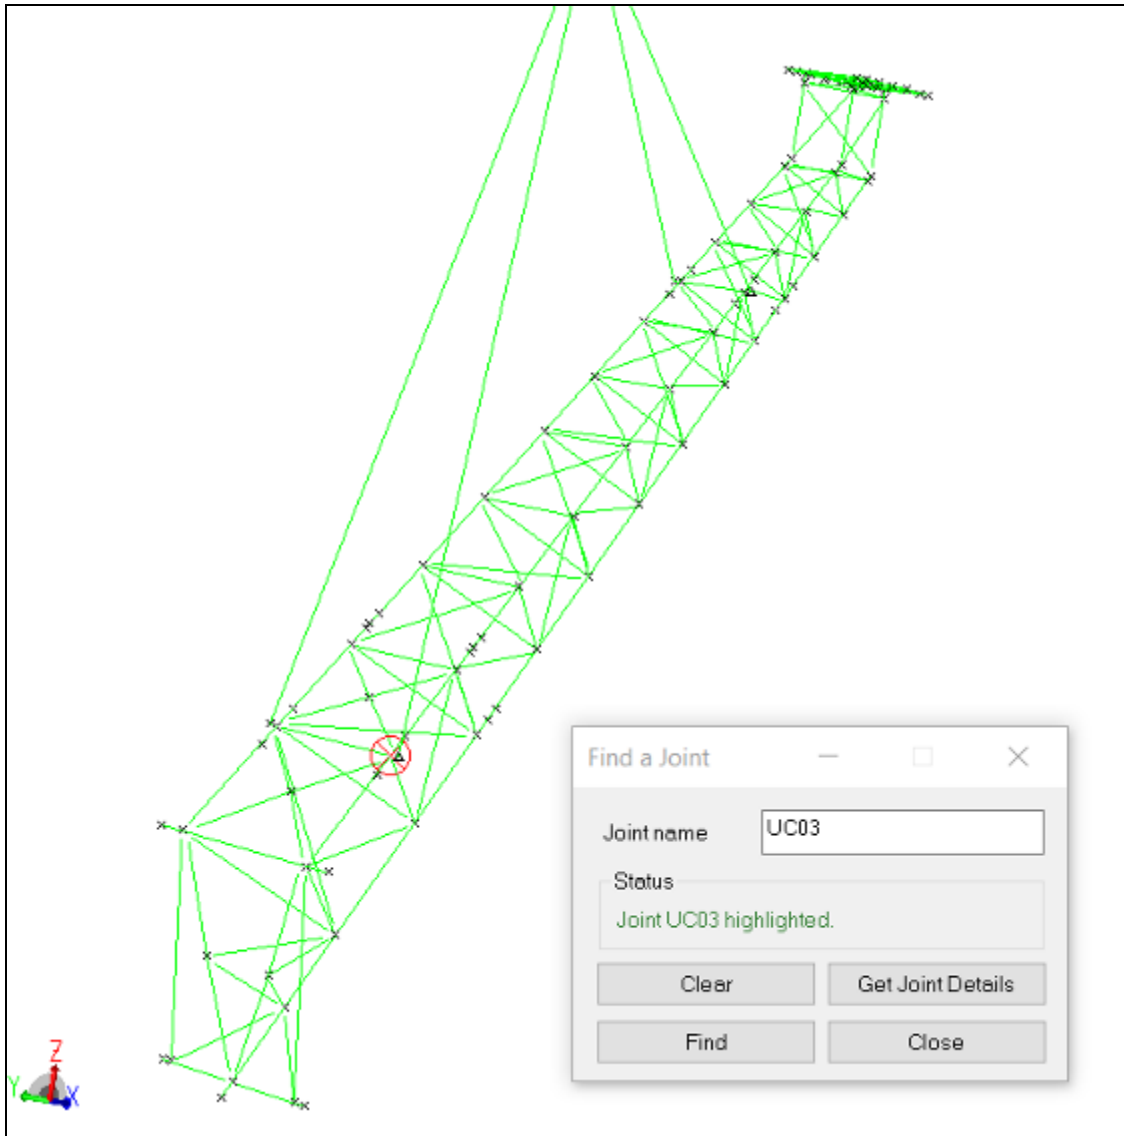 Find a Joint
Joint name
UC03
Status
Joint UC03 highlighted.
Clear
Get Joint Details
Find
Close
Z
Y
X